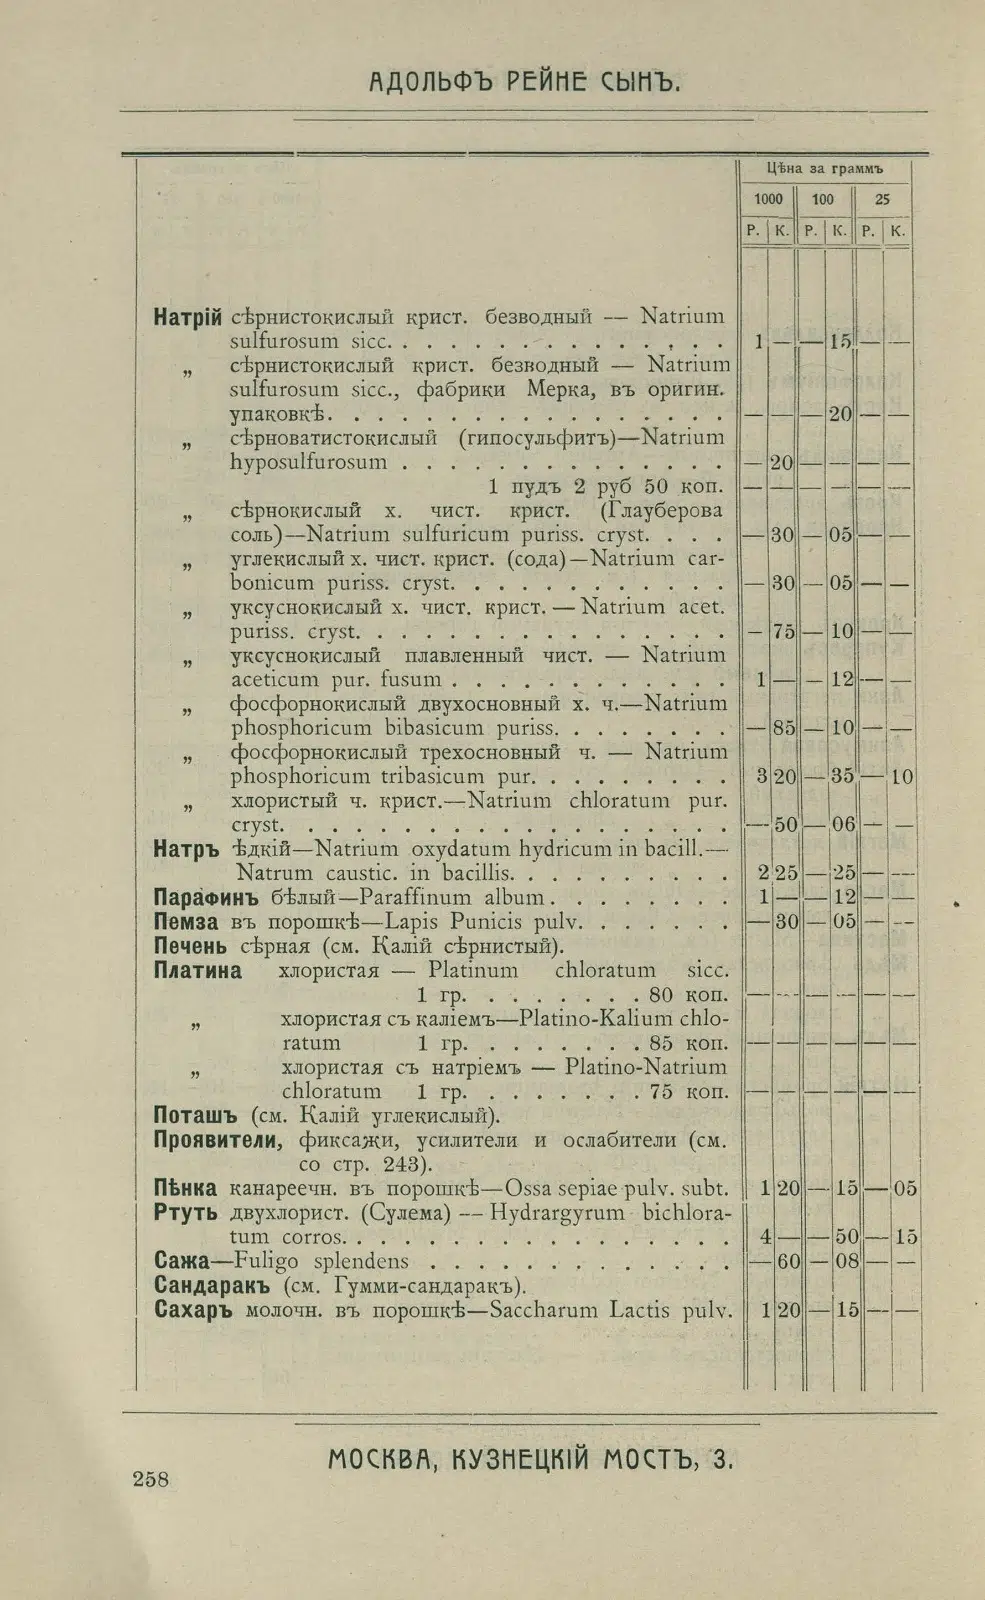 АДОЛЬФЪ РЕЙНЕ СЫНЪ.
Цѣна за граммъ
1000 100 25
Р. К. Р. К. Р. К.
Натрій сѣрнистокислый крист. безводный — Natrium
sulfurosum sicc. . . . . . . . . . . . . . . 1 — — 15 — —
„ сѣрнистокислый крист. безводный — Natrium
sulfurosum sicc., фабрики Мерка, въ оригин.
упаковкѣ. . . . . . . . . . . . . . . . . — — — 20 — —
„ сѣрноватистокислый (гипосульфитъ)—Natrium
hyposulfurosum . . . . . . . . . . . . . . — 20 — — — —
1 пудъ 2 руб 50 коп. — — — — — —
„ сѣрнокислый х. чист. крист. (Глауберова
соль)—Natrium sulfuricum puriss. cryst. . . . — 30 — 05 — —
„ углекислый х. чист. крист. (сода)—Natrium car-
bonicum puriss. cryst. . . . . . . . . . . . — 30 — 05 — —
„ уксуснокислый х. чист. крист. — Natrium acet.
puriss. cryst. . . . . . . . . . . . . . . . — 75 — 10 — —
„ уксуснокислый плавленный чист. — Natrium
aceticum pur. fusum . . . . . . . . . . . . 1 — — 12 — —
„ фосфорнокислый двухосновный х. ч.—Natrium
phosphoricum bibasicum puriss. . . . . . . . — 85 — 10 — —
„ фосфорнокислый трехосновный ч. — Natrium
phosphoricum tribasicum pur. . . . . . . . . 3 20 — 35 — 10
„ хлористый ч. крист.—Natrium chloratum pur.
cryst. . . . . . . . . . . . . . . . . . . — 50 — 06 — —
Натръ ѣдкій—Natrium oxydatum hydricum in bacill.—
Natrum caustic. in bacillis. . . . . . . . . . 2 25 — 25 — —
Парафинъ бѣлый—Paraffinum album . . . . . . . . 1 — — 12 — —
Пемза въ порошкѣ—Lapis Punicis pulv. . . . . . . — 30 — 05 — —
Печень сѣрная (см. Калій сѣрнистый).
Платина хлористая — Platinum chloratum sicc.
1 гр. . . . . . . . . 80 коп. — — — — — —
„ хлористая съ каліемъ—Platino-Kalium chlo-
ratum 1 гр. . . . . . . . . 85 коп. — — — — — —
„ хлористая съ натріемъ — Platino-Natrium
chloratum 1 гр. . . . . . . . . 75 коп. — — — — — —
Поташъ (см. Калій углекислый).
Проявители, фиксажи, усилители и ослабители (см.
со стр. 243).
Пѣнка канареечн. въ порошкѣ—Ossa sepiae pulv. subt. 1 20 — 15 — 05
Ртуть двухлорист. (Сулема) — Hydrargyrum bichlora-
tum corros. . . . . . . . . . . . . . . . . 4 — — 50 — 15
Сажа—Fuligo splendens . . . . . . . . . . . . . — 60 — 08 — —
Сандаракъ (см. Гумми-сандаракъ).
Сахаръ молочн. въ порошкѣ—Saccharum Lactis pulv. 1 20 — 15 — —
МОСКВА, КУЗНЕЦКІЙ МОСТЪ, 3.
258